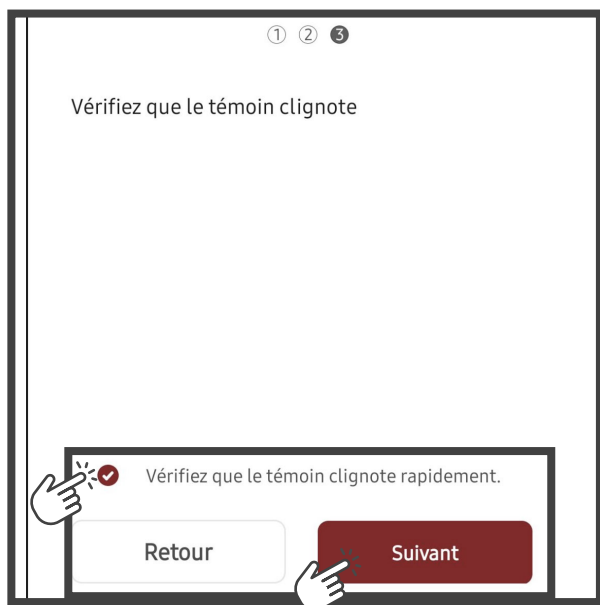 ① ② ❸
Vérifiez que le témoin clignote
Vérifiez que le témoin clignote rapidement.
Retour
Suivant